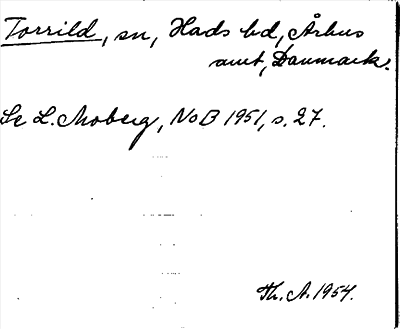 Torrild, sn, Hads hd, Århus
amt, Danmark.
Se L. Moberg, NoB 1951, s. 27.
Th. A. 1954.